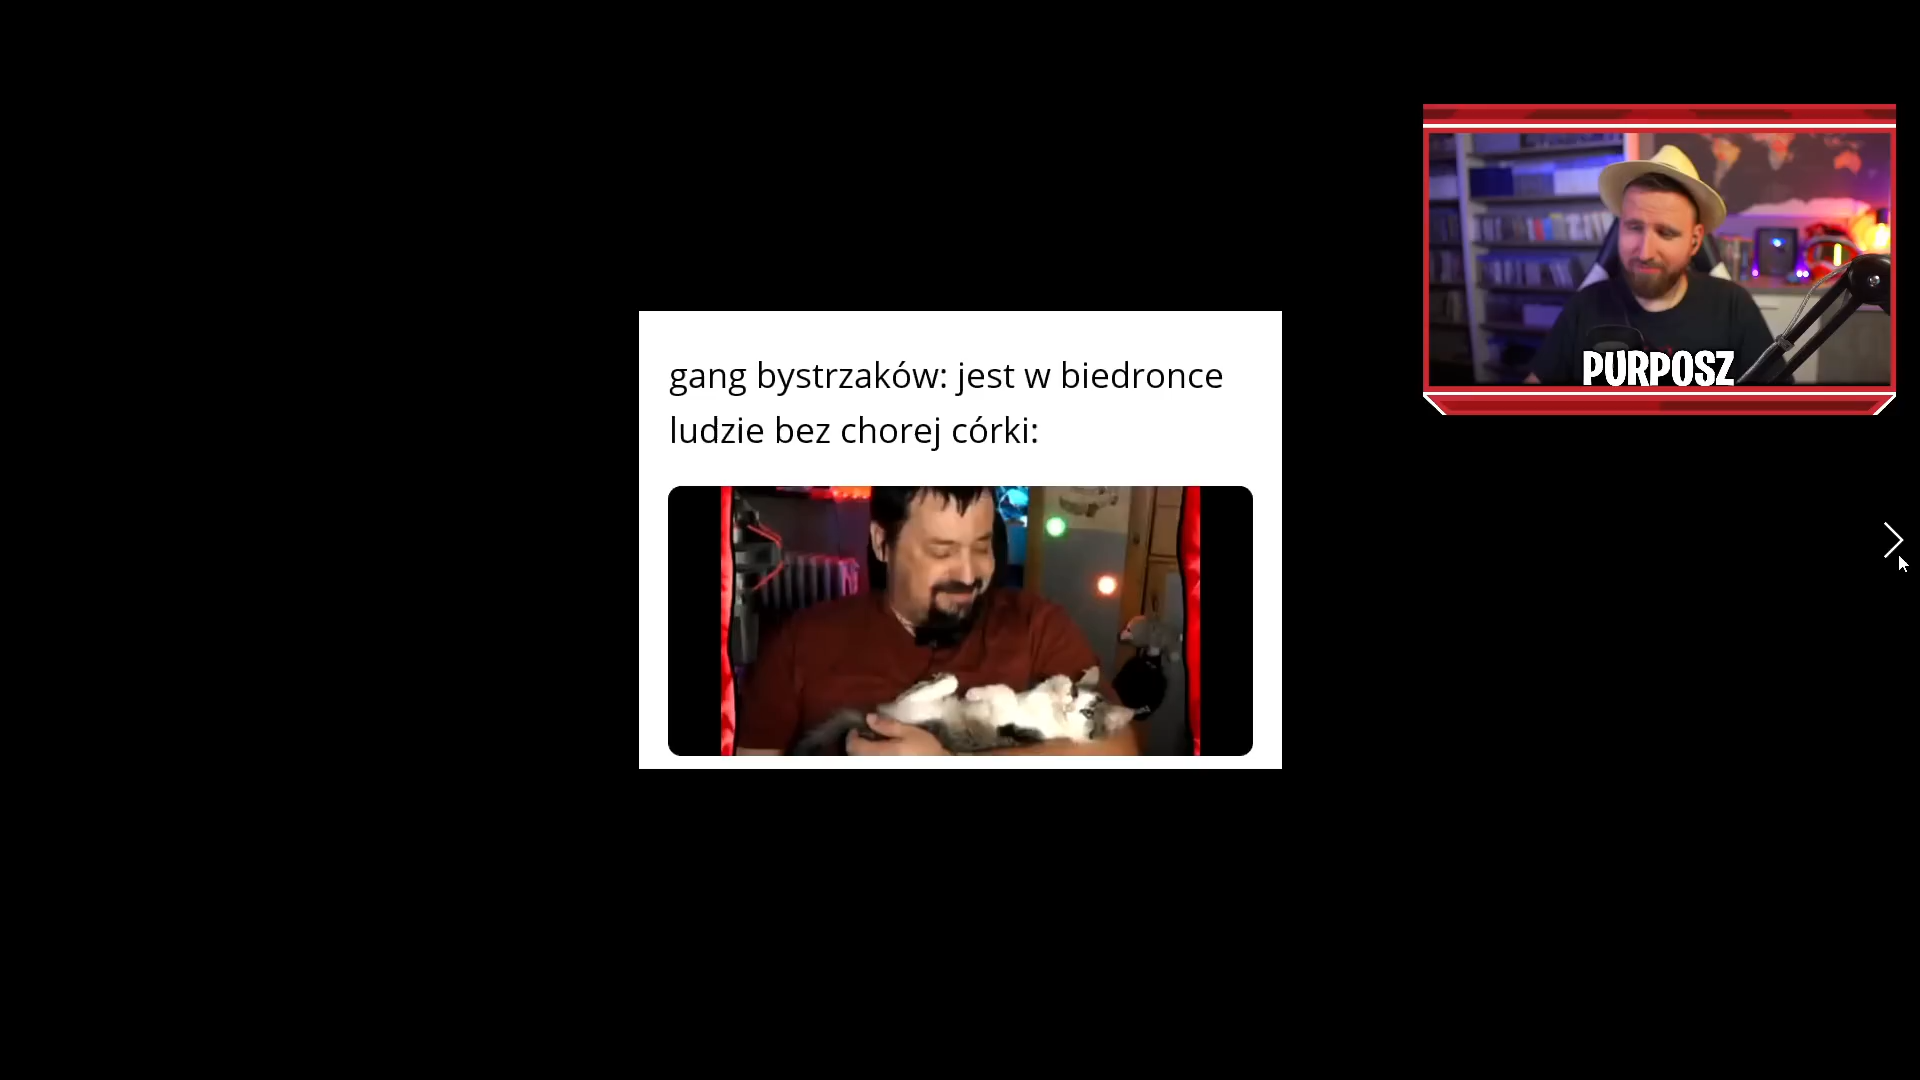 gang bystrzaków: jest w biedronce
ludzie bez chorej córki:
PURPOSZ